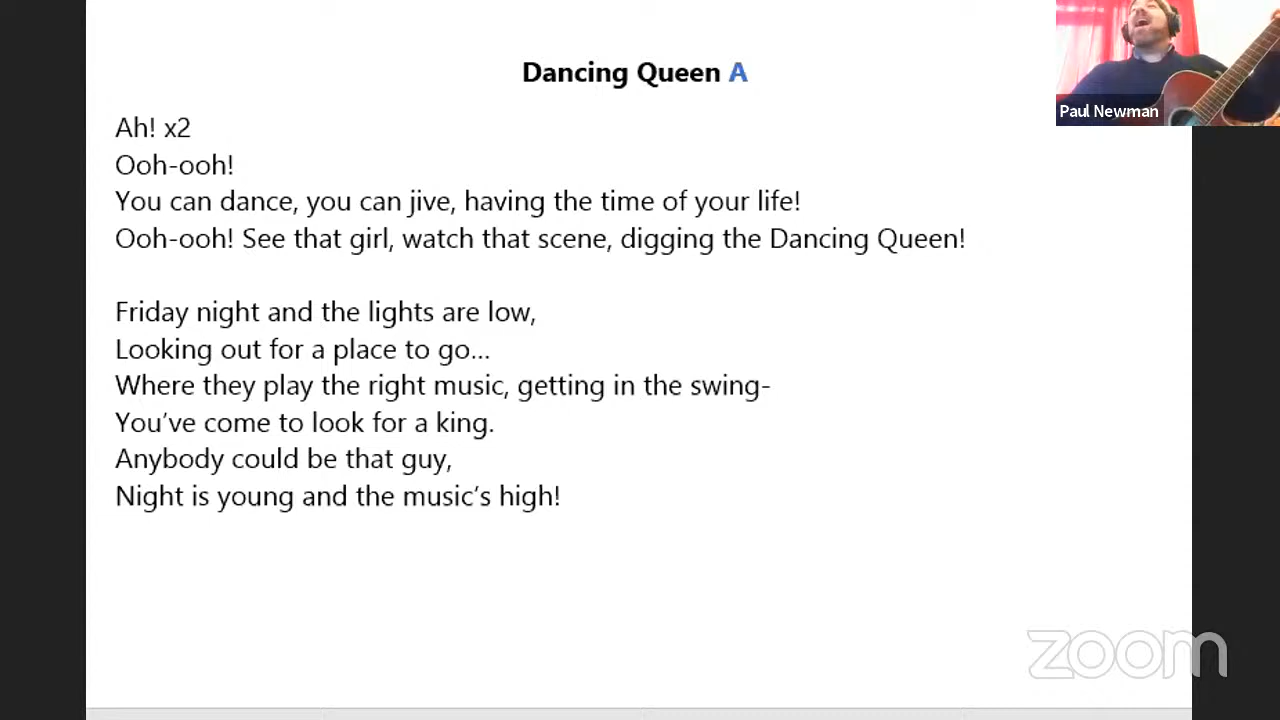 Dancing Queen A
Paul Newman
Ah! x2
Ooh-ooh!
You can dance, you can jive, having the time of your life!
Ooh-ooh! See that girl, watch that scene, digging the Dancing Queen!
Friday night and the lights are low,
Looking out for a place to go...
Where they play the right music, getting in the swing-
You’ve come to look for a king.
Anybody could be that guy,
Night is young and the music’s high!
zoom